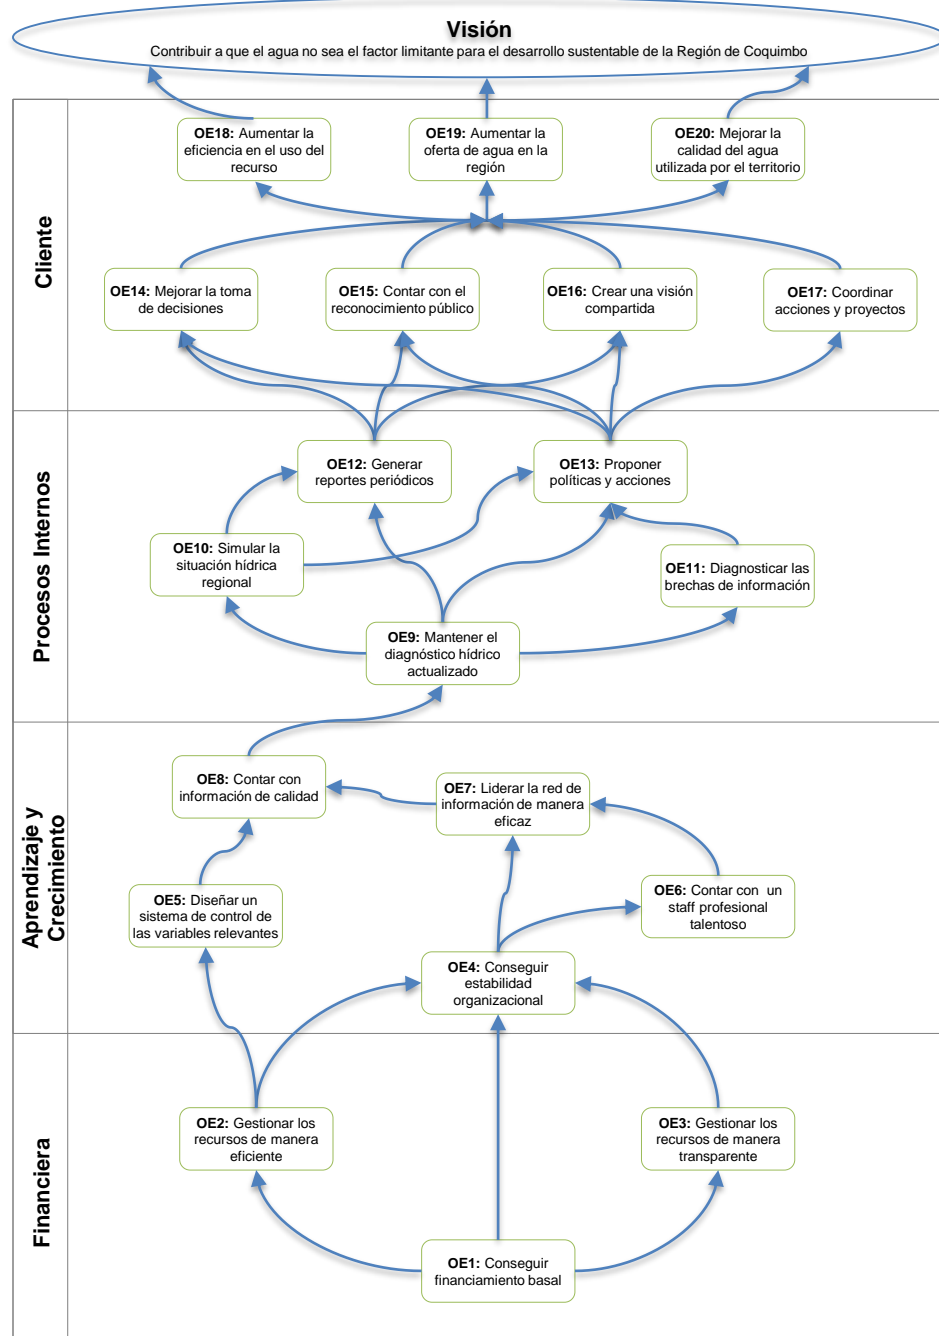 Visión
Contribuir a que el agua no sea el factor limitante para el desarrollo sustentable de la Región de Coquimbo
Cliente
OE18: Aumentar la
eficiencia en el uso del
recurso
OE19: Aumentar la
oferta de agua en la
región
OE20: Mejorar la
calidad del agua
utilizada por el territorio
OE14: Mejorar la toma
de decisiones
OE15: Contar con el
reconocimiento público
OE16: Crear una visión
compartida
OE17: Coordinar
acciones y proyectos
Procesos Internos
OE12: Generar
reportes periódicos
OE13: Proponer
políticas y acciones
OE10: Simular la
situación hídrica
regional
OE11: Diagnosticar las
brechas de información
OE9: Mantener el
diagnóstico hídrico
actualizado
Aprendizaje y
Crecimiento
OE8: Contar con
información de calidad
OE7: Liderar la red de
información de manera
eficaz
OE5: Diseñar un
sistema de control de
las variables relevantes
OE6: Contar con un
staff profesional
talentoso
OE4: Conseguir
estabilidad
organizacional
Financiera
OE2: Gestionar los
recursos de manera
eficiente
OE3: Gestionar los
recursos de manera
transparente
OE1: Conseguir
financiamiento basal